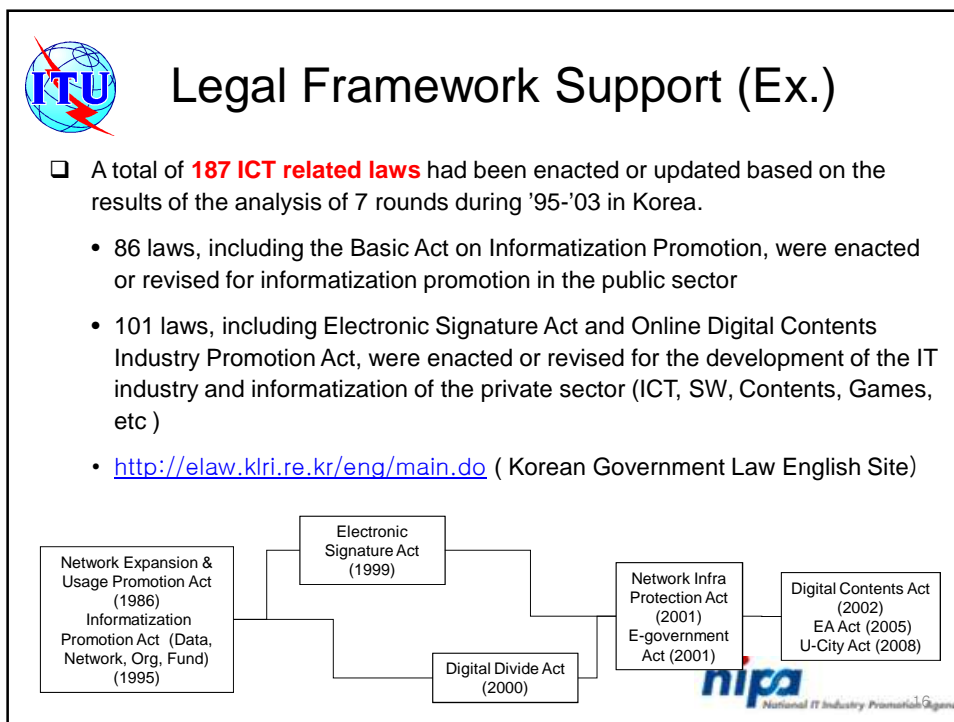 ITU
Legal Framework Support (Ex.)
❑ A total of 187 ICT related laws had been enacted or updated based on the
results of the analysis of 7 rounds during '95-'03 in Korea.
• 86 laws, including the Basic Act on Informatization Promotion, were enacted
or revised for informatization promotion in the public sector
• 101 laws, including Electronic Signature Act and Online Digital Contents
Industry Promotion Act, were enacted or revised for the development of the IT
industry and informatization of the private sector (ICT, SW, Contents, Games,
etc )
• http://elaw.klri.re.kr/eng/main.do ( Korean Government Law English Site)
Network Expansion &
Usage Promotion Act
(1986)
Informatization
Promotion Act (Data,
Network, Org, Fund)
(1995)
Electronic
Signature Act
(1999)
Digital Divide Act
(2000)
Network Infra
Protection Act
(2001)
E-government
Act (2001)
Digital Contents Act
(2002)
EA Act (2005)
U-City Act (2008)
nipa
National IT Industry Promotion Agen
16